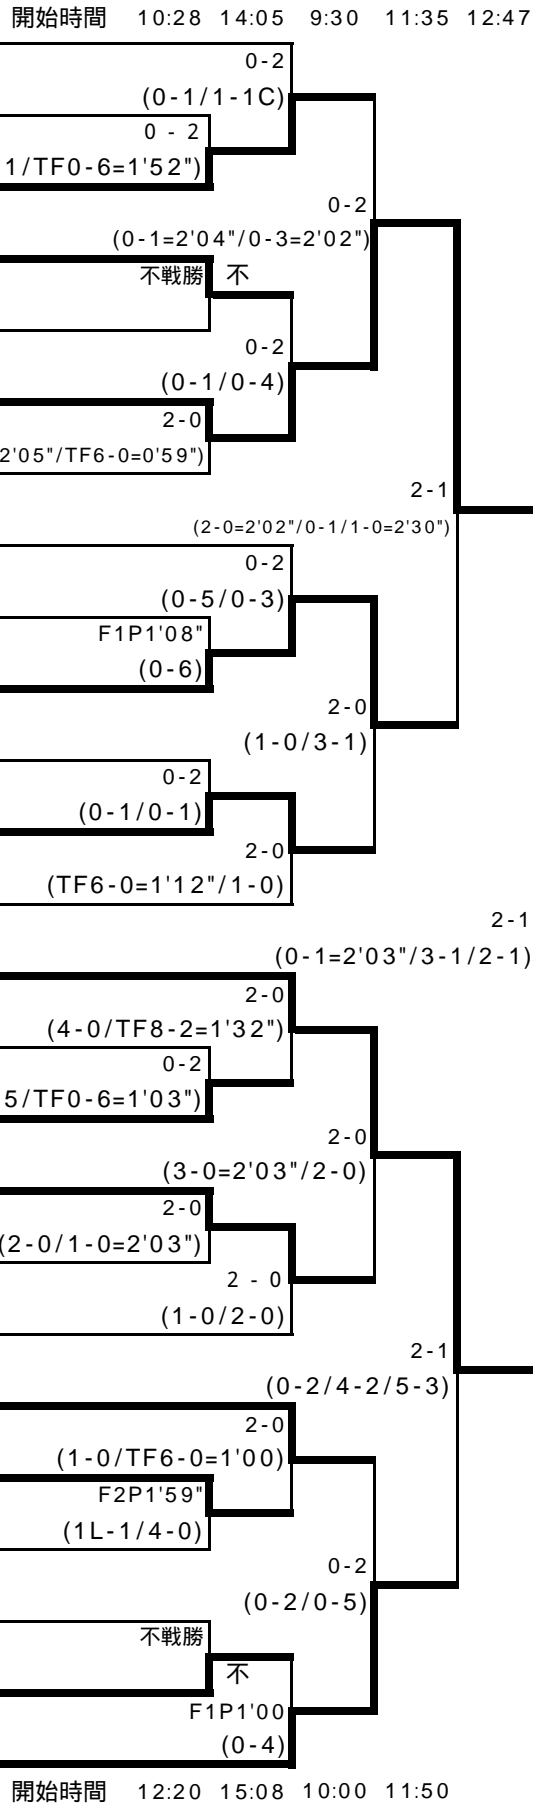 開始時間 10:28 14:05 9:30 11:35 12:47
0-2
(0-1/1-1C)
0 - 2
1/TF0-6=1'52")
0-2
(0-1=2'04"/0-3=2'02")
不戦勝 不
0-2
(0-1/0-4)
2-0
2'05"/TF6-0=0'59")
2-1
(2-0=2'02"/0-1/1-0=2'30")
0-2
(0-5/0-3)
F1P1'08"
(0-6)
2-0
(1-0/3-1)
0-2
(0-1/0-1)
2-0
(TF6-0=1'12"/1-0)
2-1
(0-1=2'03"/3-1/2-1)
2-0
(4-0/TF8-2=1'32")
0-2
5/TF0-6=1'03")
2-0
(3-0=2'03"/2-0)
2-0
(2-0/1-0=2'03")
2 - 0
(1-0/2-0)
2-1
(0-2/4-2/5-3)
2-0
(1-0/TF6-0=1'00)
F2P1'59"
(1L-1/4-0)
0-2
(0-2/0-5)
不戦勝
不
F1P1'00
(0-4)
開始時間 12:20 15:08 10:00 11:50